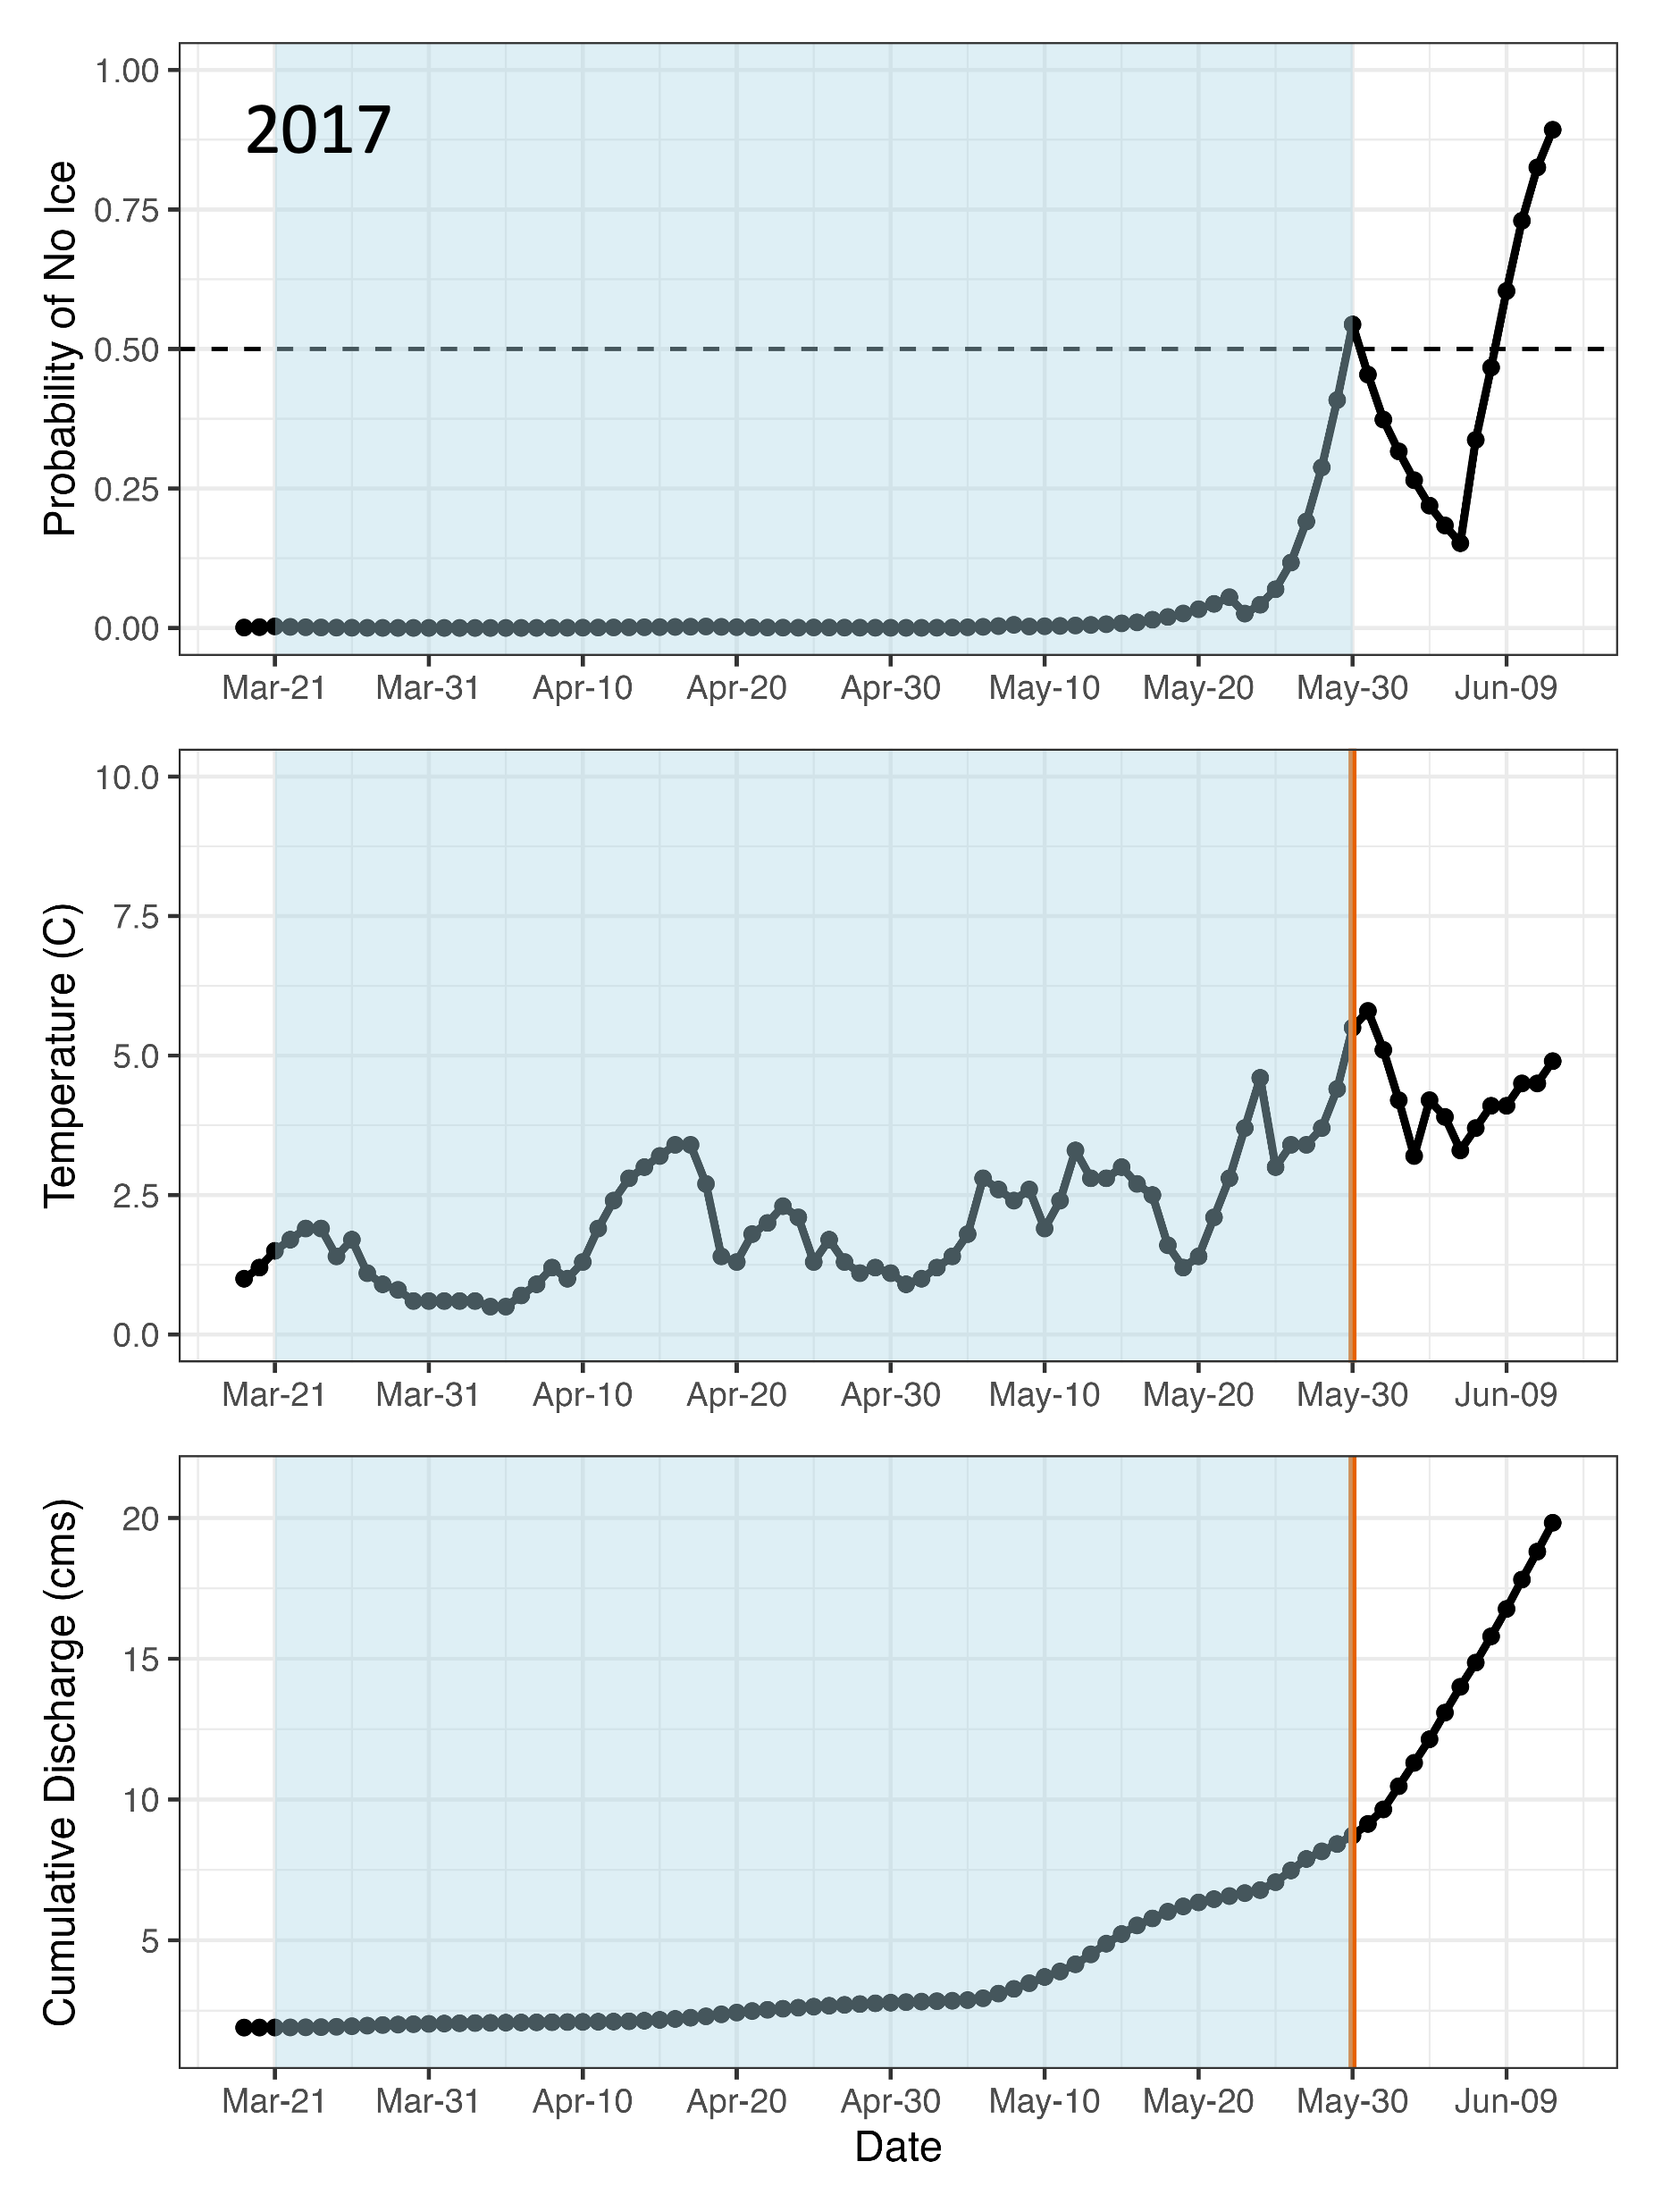 2017
Probability of No Ice
1.00
0.75
0.50
0.25
0.00
Mar-21 Mar-31 Apr-10 Apr-20 Apr-30 May-10 May-20 May-30 Jun-09
Temperature (C)
10.0
7.5
5.0
2.5
0.0
Mar-21 Mar-31 Apr-10 Apr-20 Apr-30 May-10 May-20 May-30 Jun-09
Cumulative Discharge (cms)
20
15
10
5
Mar-21 Mar-31 Apr-10 Apr-20 Apr-30 May-10 May-20 May-30 Jun-09
Date